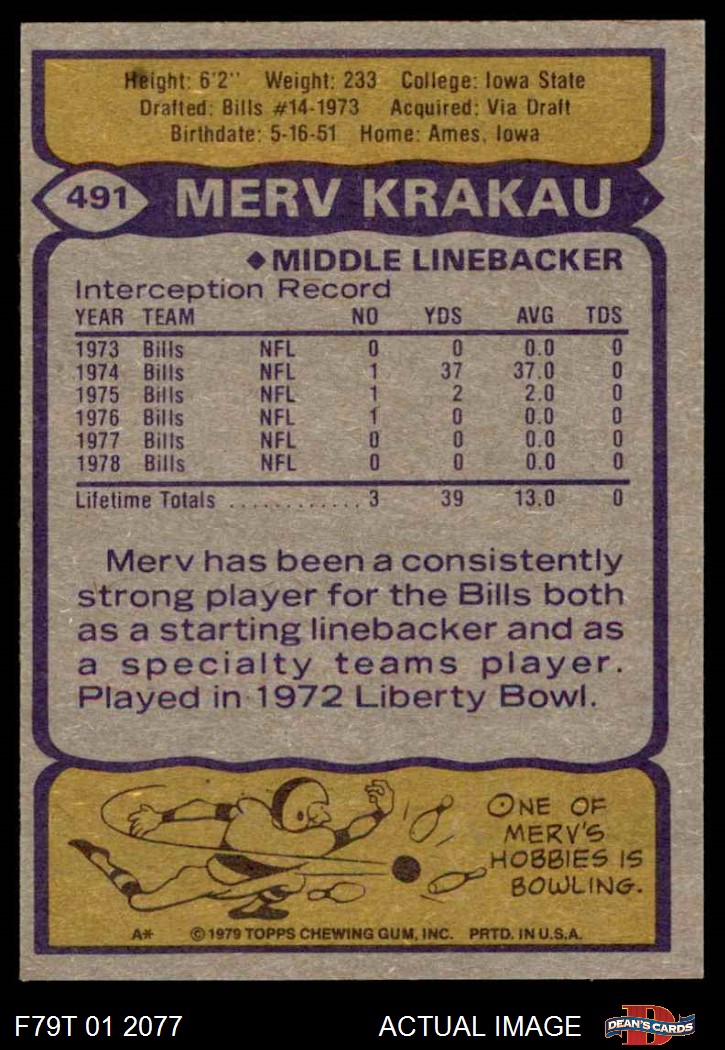 Height: 6'2'' Weight: 233 College: Iowa State
Drafted: Bills #14-1973 Acquired: Via Draft
Birthdate: 5-16-51 Home: Ames, Iowa
491 MERV KRAKAU
◆MIDDLE LINEBACKER
Interception Record
YEAR TEAM NO YDS AVG TDS
1973 Bills NFL 0 0 0.0 0
1974 Bills NFL 1 37 37.0 0
1975 Bills NFL 1 2 2.0 0
1976 Bills NFL 1 0 0.0 0
1977 Bills NFL 0 0 0.0 0
1978 Bills NFL 0 0 0.0 0
Lifetime Totals ............ 3 39 13.0 0
Merv has been a consistently
strong player for the Bills both
as a starting linebacker and as
a specialty teams player.
Played in 1972 Liberty Bowl.
ONE OF
MERV'S
HOBBIES IS
BOWLING.
A* © 1979 TOPPS CHEWING GUM, INC. PRTD. IN U.S.A.
F79T 01 2077 ACTUAL IMAGE D DEAN'S CARDS